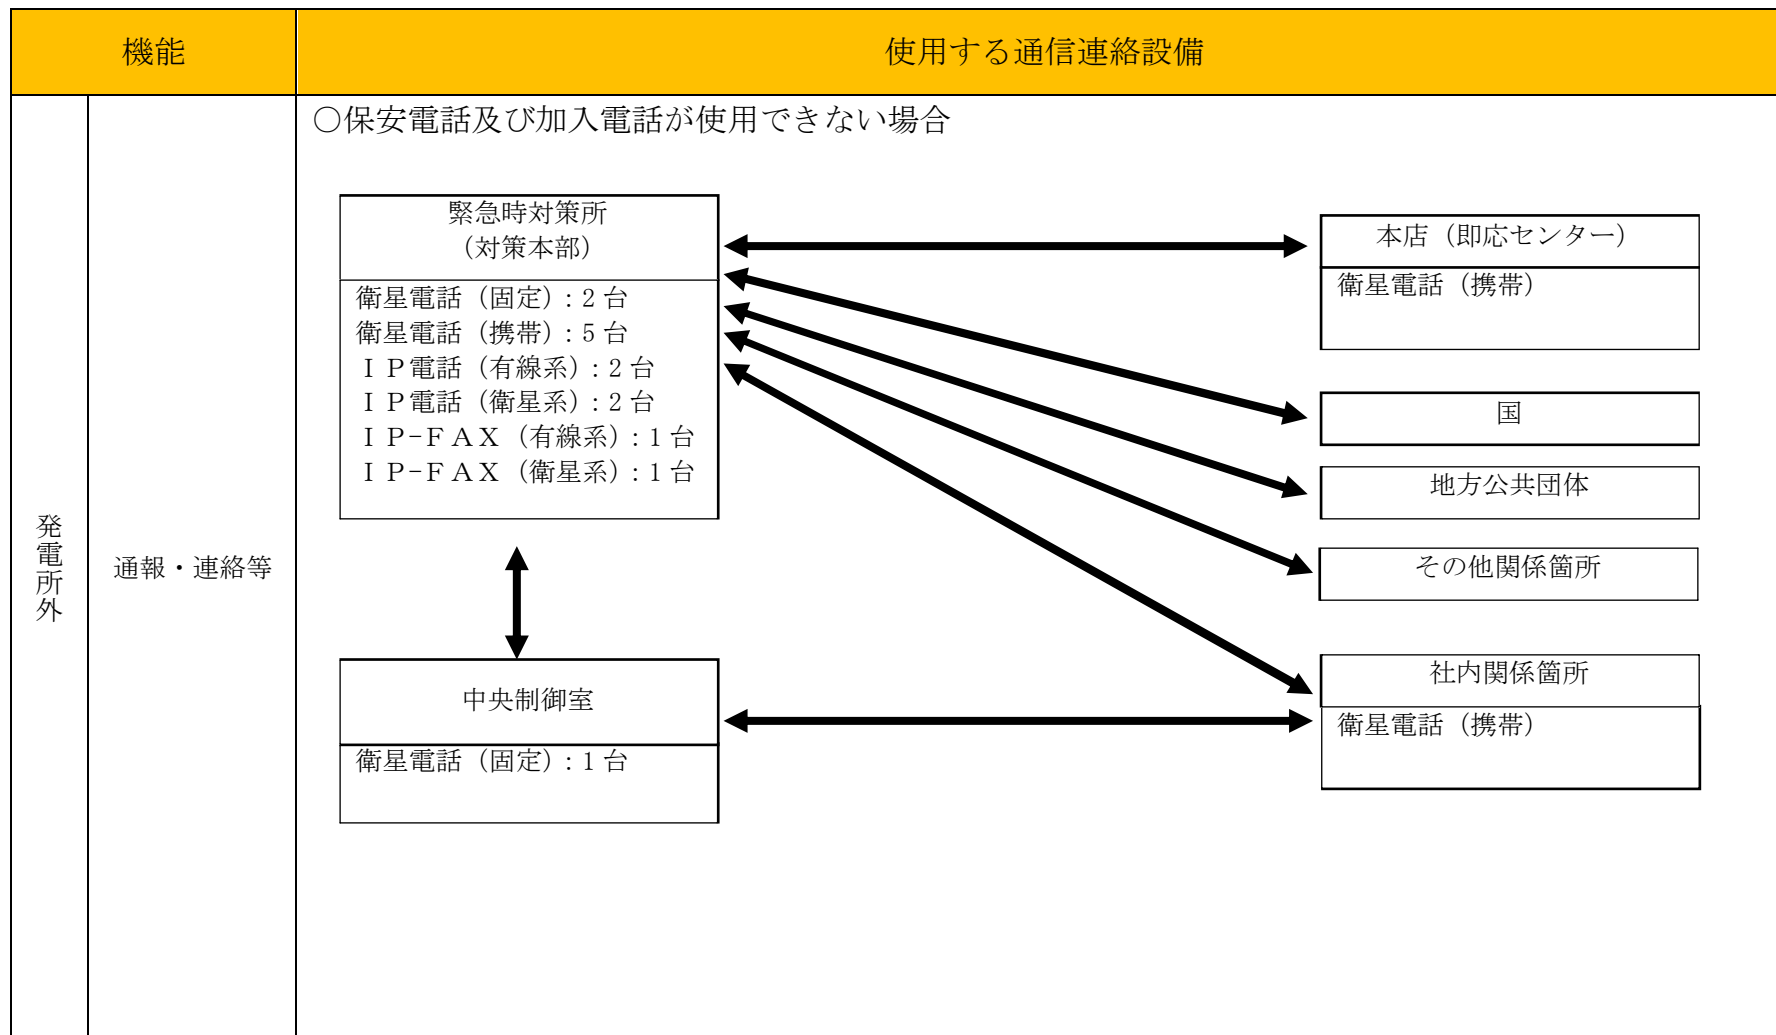 機能
使用する通信連絡設備
発電所外
通報・連絡等
○保安電話及び加入電話が使用できない場合
緊急時対策所
（対策本部）
衛星電話（固定）：２台
衛星電話（携帯）：５台
ＩＰ電話（有線系）：２台
ＩＰ電話（衛星系）：２台
ＩＰ-ＦＡＸ（有線系）：１台
ＩＰ-ＦＡＸ（衛星系）：１台
中央制御室
衛星電話（固定）：１台
本店（即応センター）
衛星電話（携帯）
国
地方公共団体
その他関係箇所
社内関係箇所
衛星電話（携帯）